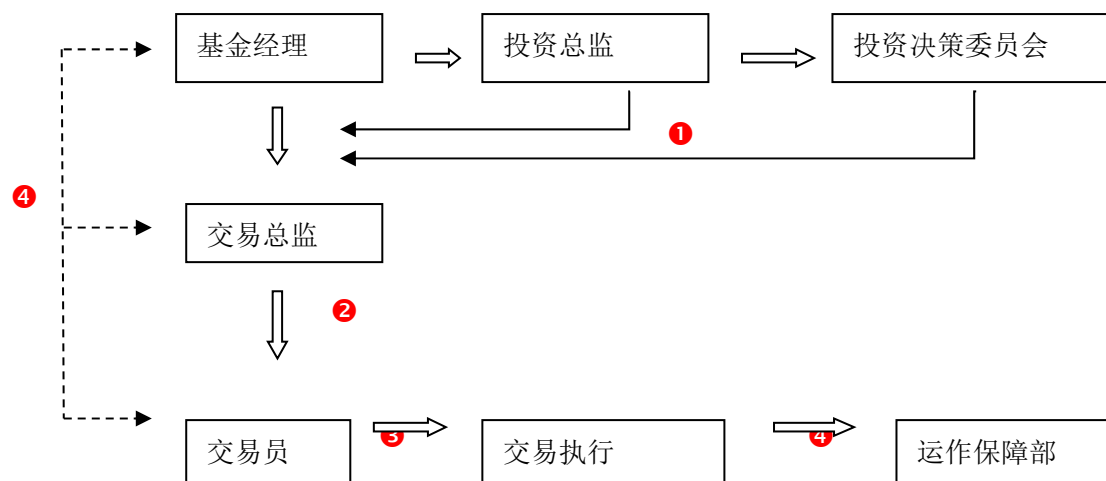 基金经理
投资总监
投资决策委员会
❶
❹
交易总监
❷
交易员
❸
交易执行
❹
运作保障部